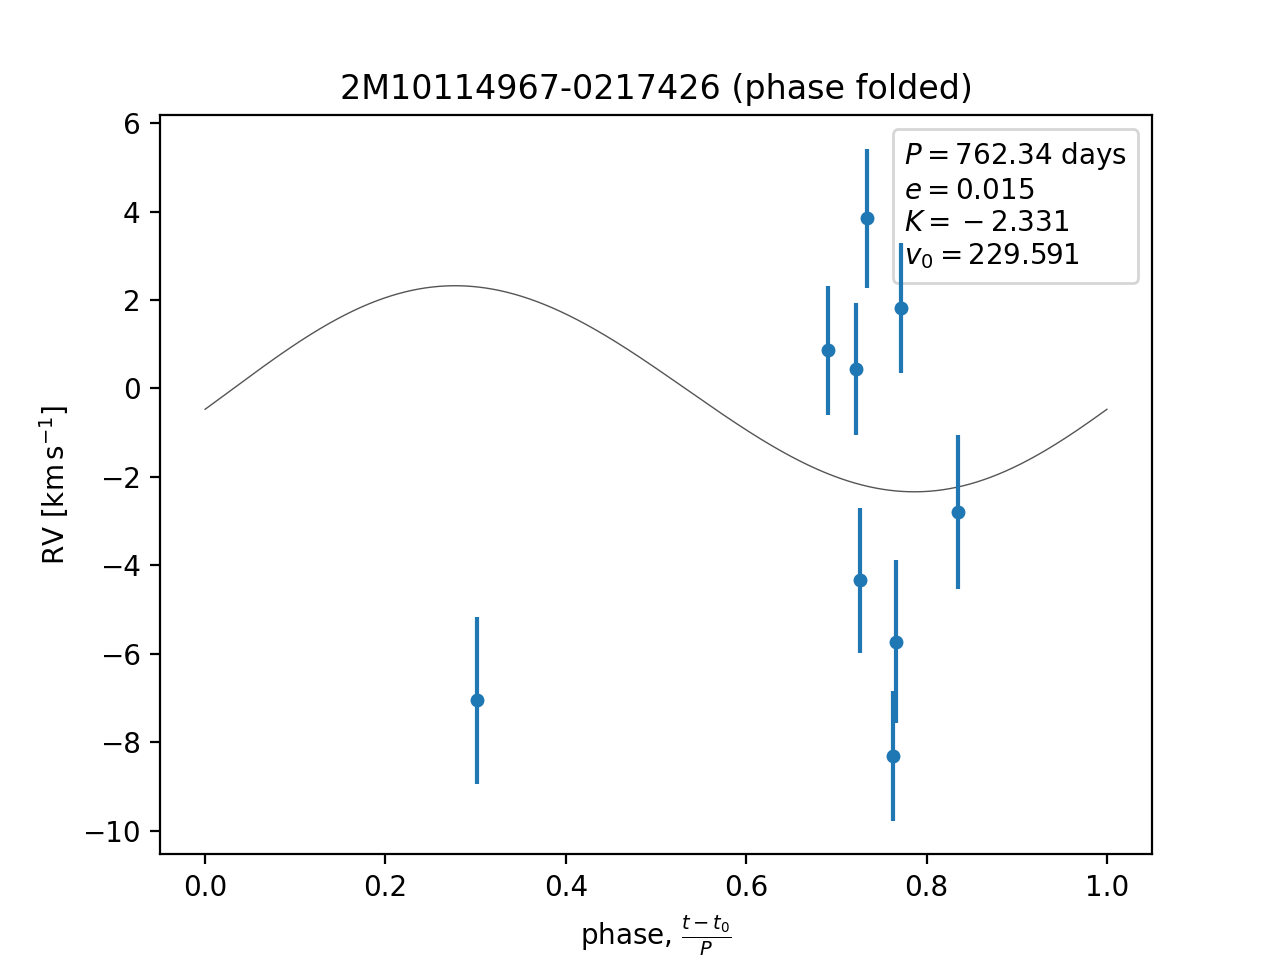 2M10114967-0217426 (phase folded)
P = 762.34 days
e = 0.015
K = −2.331
v₀ = 229.591
RV [km s⁻¹]
6
4
2
0
−2
−4
−6
−8
−10
0.0 0.2 0.4 0.6 0.8 1.0
phase, (t − t₀)/P